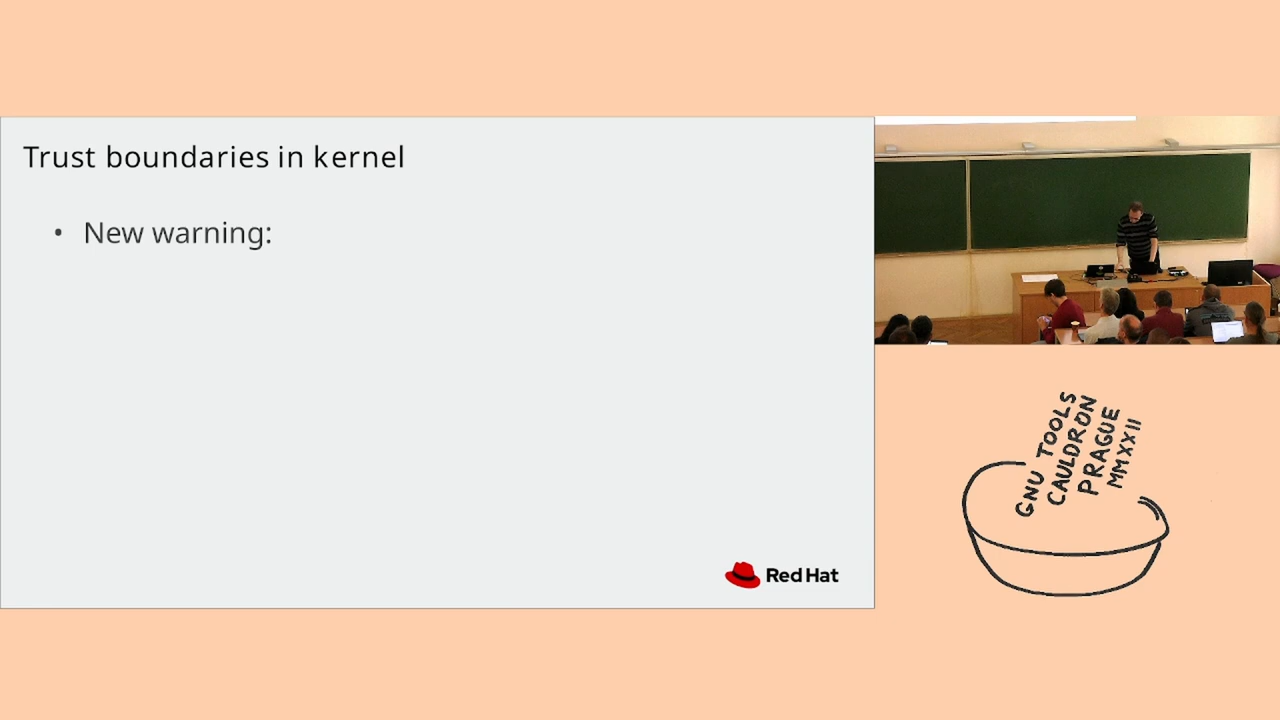 Trust boundaries in kernel
• New warning:
Red Hat
GNU TOOLS
CAULDRON
PRAGUE
MMXXII